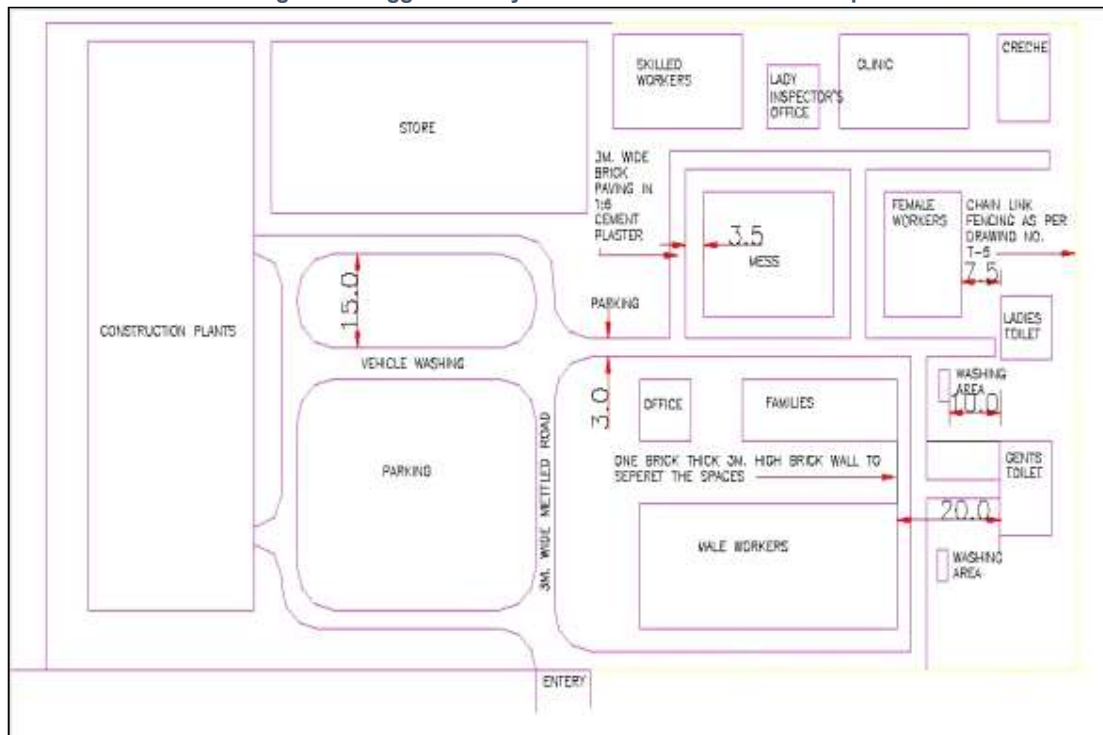 CRECHE
SKILLED
WORKERS
CLINIC
LADY
INSPECTOR'S
OFFICE
STORE
3M. WIDE
BRICK
PAVING IN
1:6
CEMENT
PLASTER
FEMALE
WORKERS
CHAIN LINK
FENCING AS PER
DRAWIND NO.
T-6
3.5
MESS
7.5
15.0
PARKING
LADIES
TOILET
CONSTRUCTION PLANTS
VEHICLE WASHING
WASHING
AREA
10.0
3.0
OFFICE
FAMILIES
3M. WIDE METTLED ROAD
ONE BRICK THICK 3M. HIGH BRICK WALL TO
SEPERET THE SPACES
GENTS
TOILET
PARKING
20.0
MALE WORKERS
WASHING
AREA
ENTERY